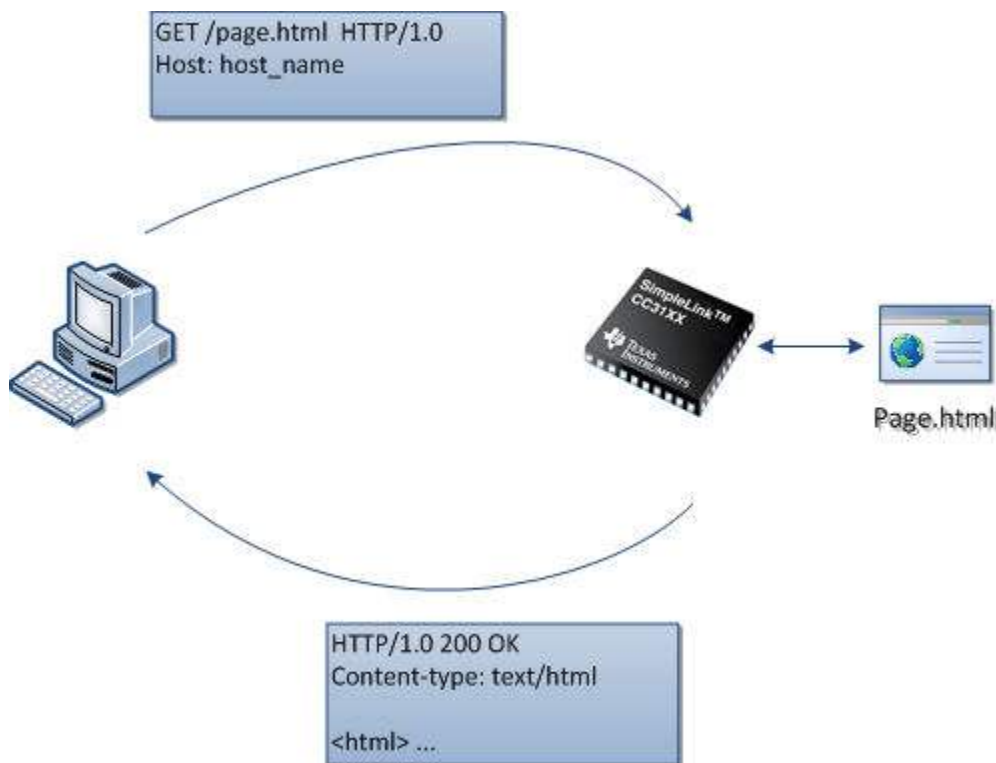 GET /page.html HTTP/1.0
Host: host_name
SimpleLink™
CC31XX
TEXAS
INSTRUMENTS
Page.html
HTTP/1.0 200 OK
Content-type: text/html
<html> ...